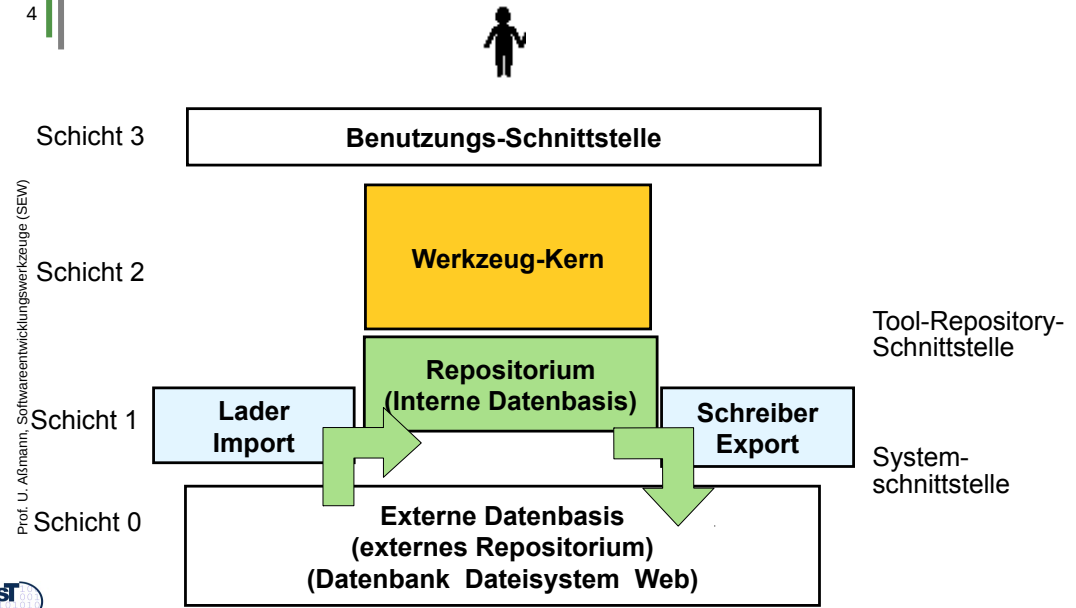 4
Schicht 3
Benutzungs-Schnittstelle
Schicht 2
Werkzeug-Kern
Tool-Repository-
Schnittstelle
Repositorium
(Interne Datenbasis)
Schicht 1
Lader
Import
Schreiber
Export
System-
schnittstelle
Schicht 0
Externe Datenbasis
(externes Repositorium)
(Datenbank Dateisystem Web)
Prof. U. Aßmann, Softwareentwicklungswerkzeuge (SEW)